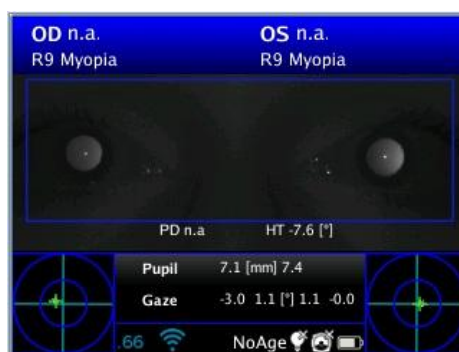 OD n.a. OS n.a.
R9 Myopia R9 Myopia
PD n.a HT -7.6 [°]
Pupil 7.1 [mm] 7.4
Gaze -3.0 1.1 [°] 1.1 -0.0
.66 NoAge